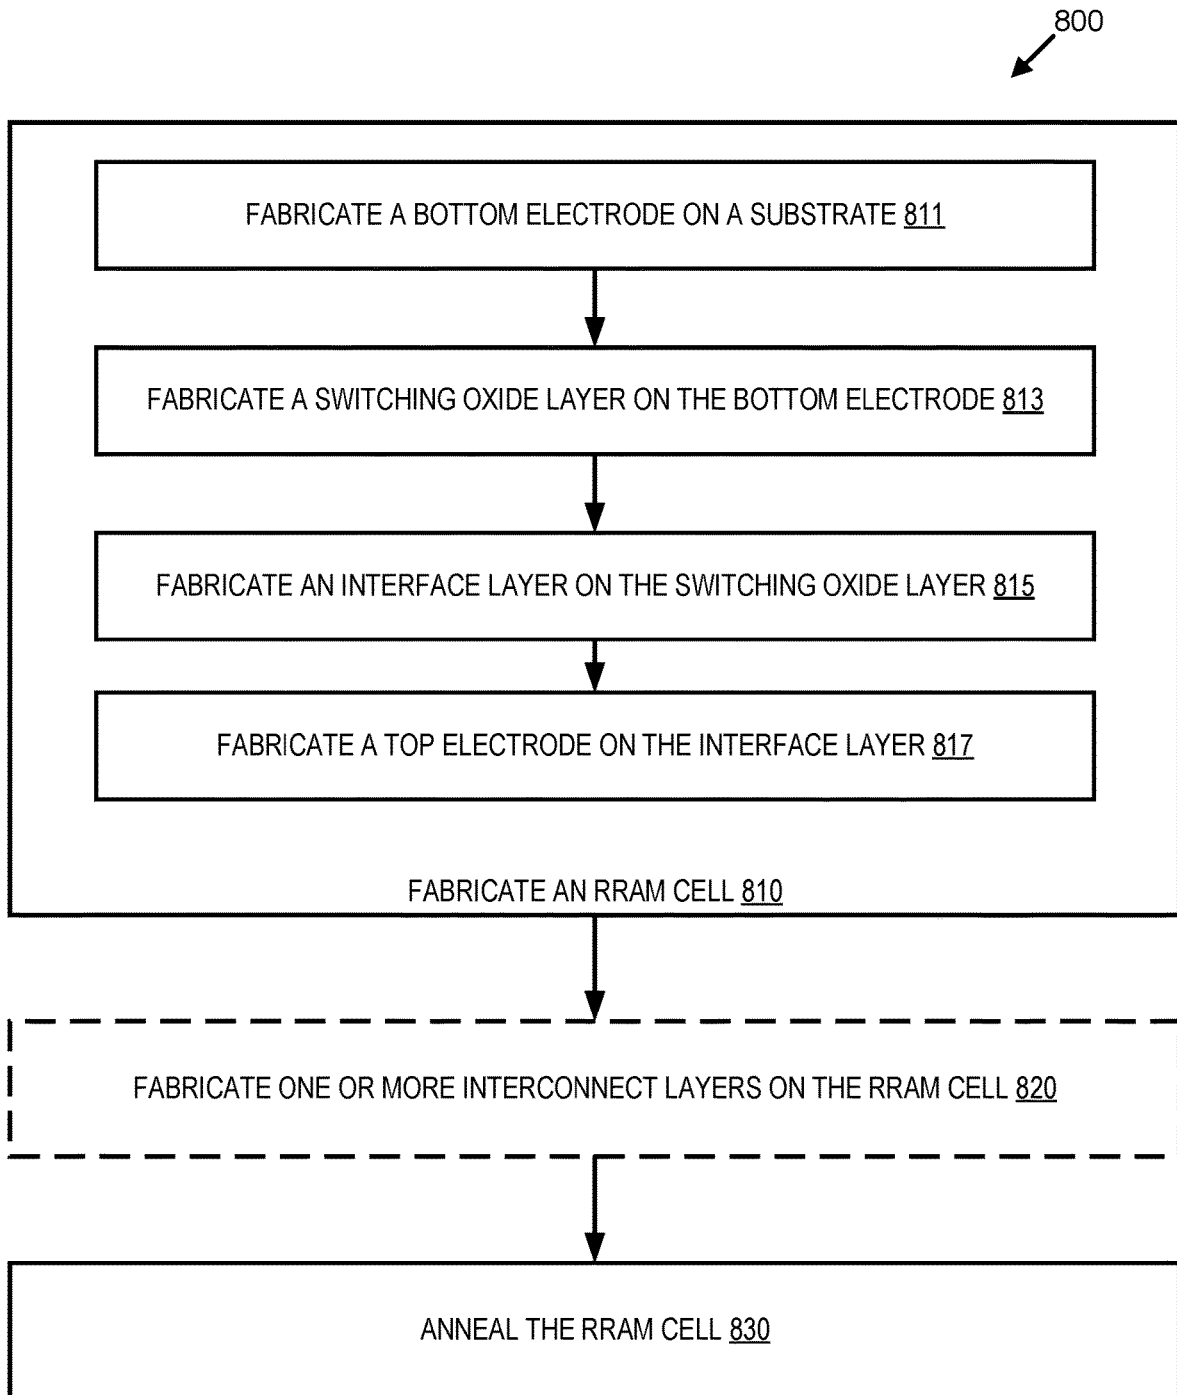 800
FABRICATE A BOTTOM ELECTRODE ON A SUBSTRATE 811
FABRICATE A SWITCHING OXIDE LAYER ON THE BOTTOM ELECTRODE 813
FABRICATE AN INTERFACE LAYER ON THE SWITCHING OXIDE LAYER 815
FABRICATE A TOP ELECTRODE ON THE INTERFACE LAYER 817
FABRICATE AN RRAM CELL 810
FABRICATE ONE OR MORE INTERCONNECT LAYERS ON THE RRAM CELL 820
ANNEAL THE RRAM CELL 830